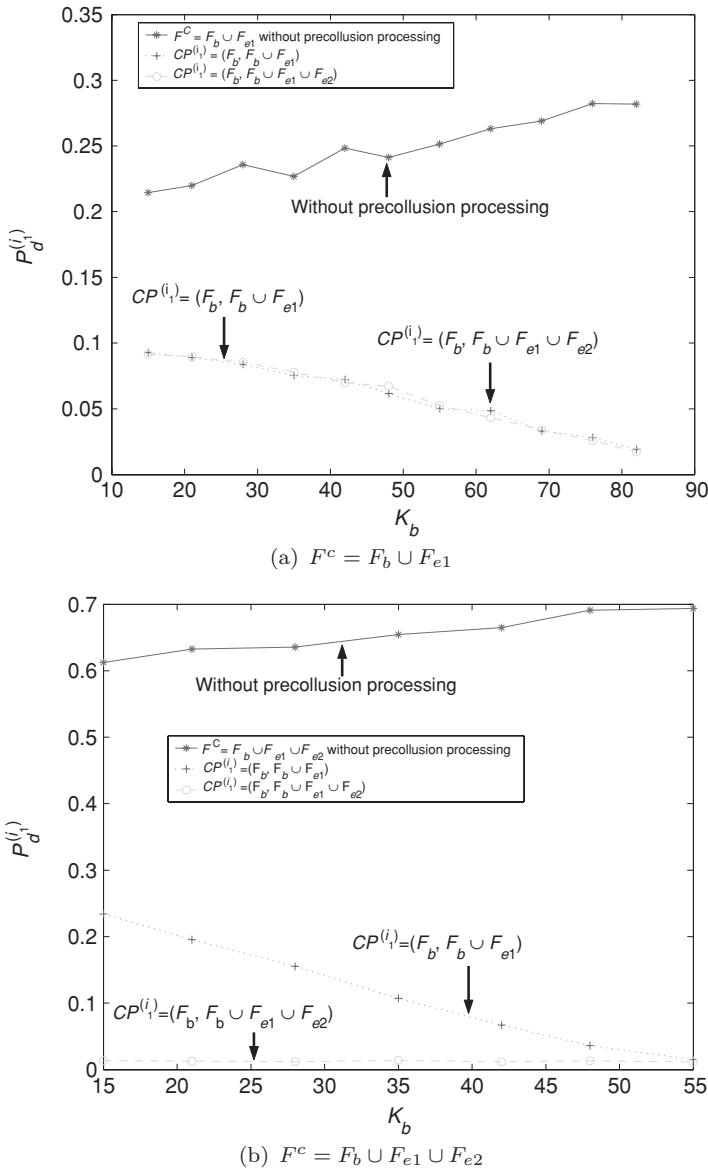 0.35
0.3
0.25
0.2
0.15
0.1
0.05
0
F^C = F_b ∪ F_e1 without precollusion processing
CP^(i_1) = (F_b, F_b ∪ F_e1)
CP^(i_1) = (F_b, F_b ∪ F_e1 ∪ F_e2)
Without precollusion processing
CP^(i_1) = (F_b, F_b ∪ F_e1)
CP^(i_1) = (F_b, F_b ∪ F_e1 ∪ F_e2)
P_d^(i_1)
10 20 30 40 50 60 70 80 90
K_b
(a) F^c = F_b ∪ F_e1
0.7
0.6
0.5
0.4
0.3
0.2
0.1
0
Without precollusion processing
F^C = F_b ∪F_e1 ∪F_e2 without precollusion processing
CP^(i_1)=(F_b, F_b ∪ F_e1)
CP^(i_1)=(F_b, F_b ∪ F_e1 ∪ F_e2)
P_d^(i_1)
CP^(i_1)=(F_b, F_b ∪ F_e1)
CP^(i_1)=(F_b, F_b ∪ F_e1 ∪ F_e2)
15 20 25 30 35 40 45 50 55
K_b
(b) F^c = F_b ∪ F_e1 ∪ F_e2